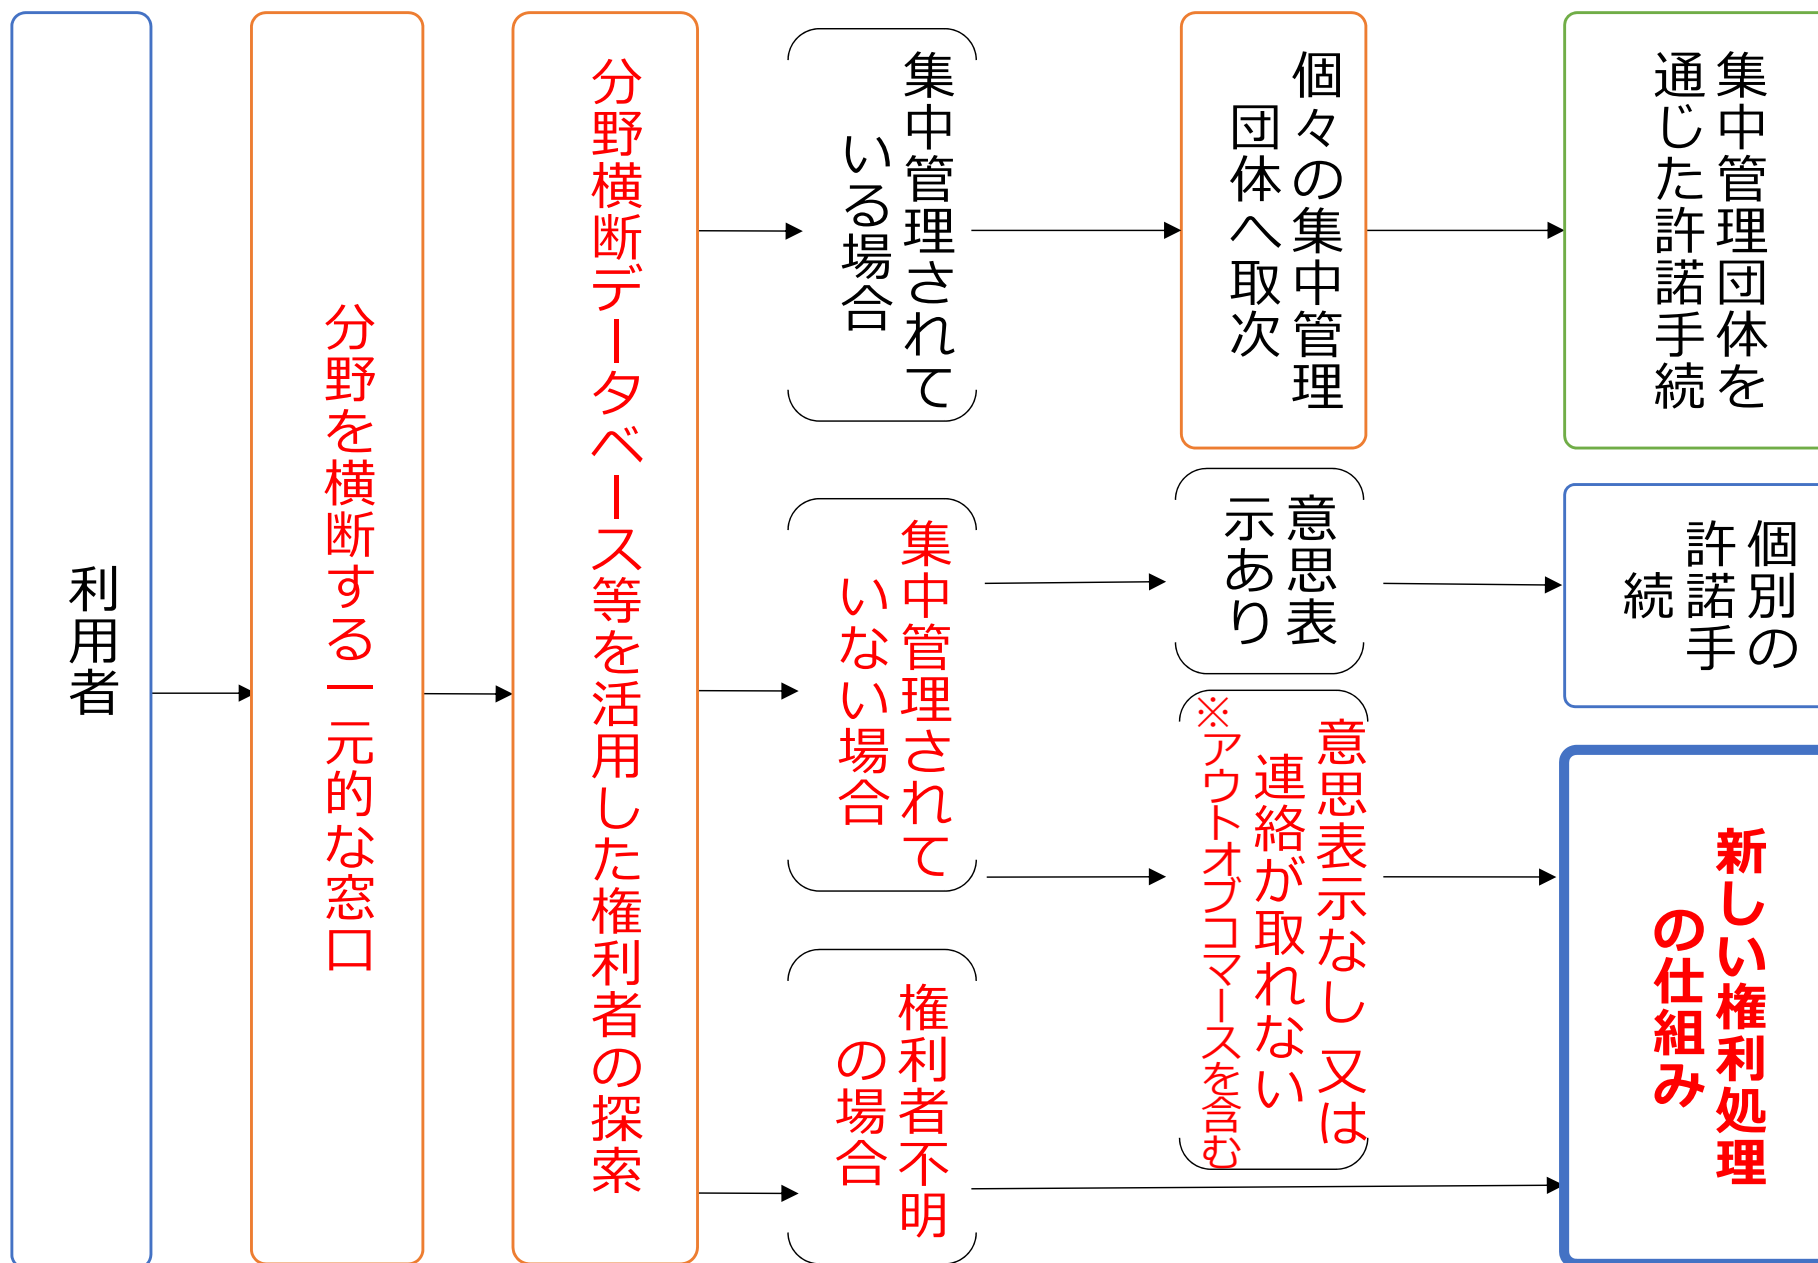 利用者
分野を横断する一元的な窓口
分野横断データベース等を活用した権利者の探索
集中管理されて
いる場合
個々の集中管理
団体へ取次
集中管理団体を
通じた許諾手続
集中管理されて
いない場合
意思表
示あり
個別の
許諾手
続
意思表示なし又は
連絡が取れない
※アウトオブコマースを含む
権利者不明
の場合
新しい権利処理
の仕組み